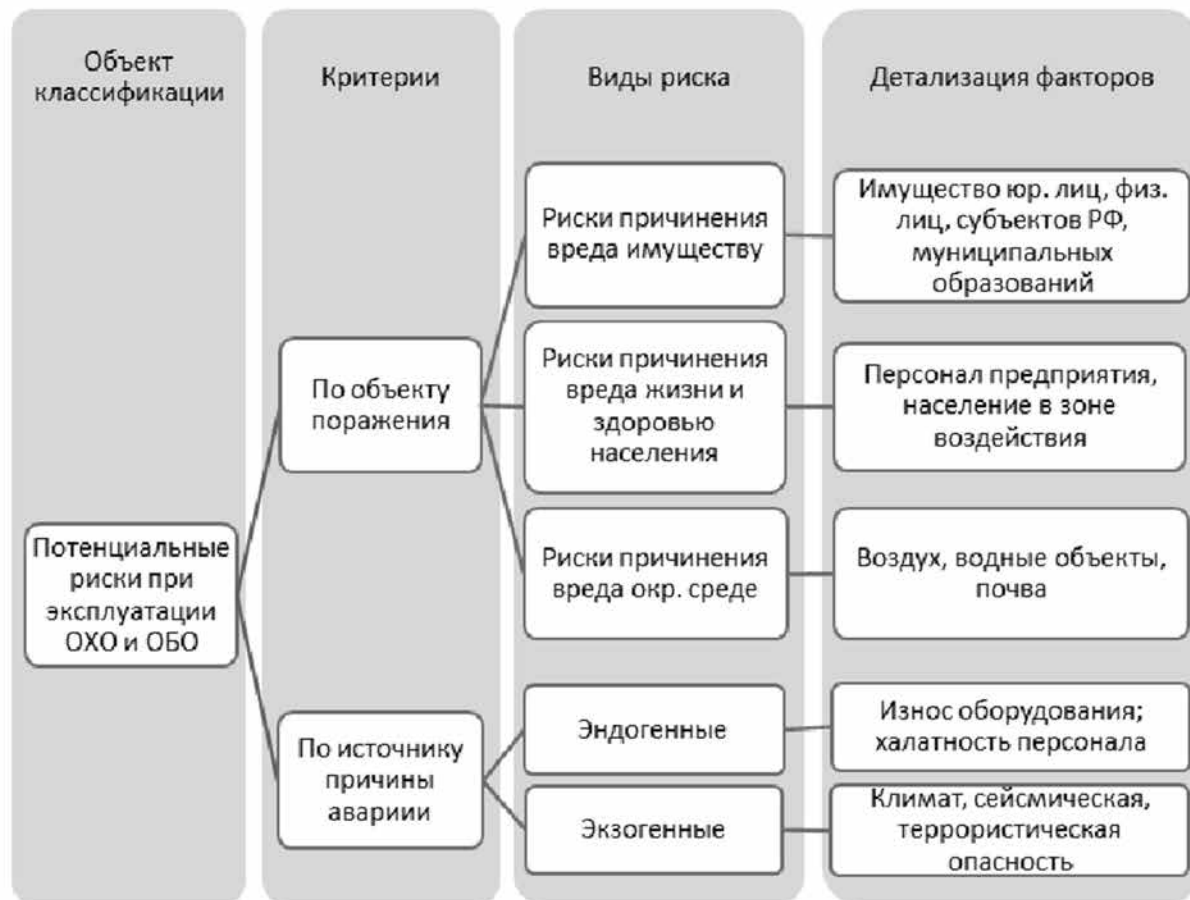 Объект
классификации
Критерии
Виды риска
Детализация факторов
Потенциальные
риски при
эксплуатации
ОХО и ОБО
По объекту
поражения
По источнику
причины
авариии
Риски причинения
вреда имуществу
Риски причинения
вреда жизни и
здоровью
населения
Риски причинения
вреда окр. среде
Эндогенные
Экзогенные
Имущество юр. лиц, физ.
лиц, субъектов РФ,
муниципальных
образований
Персонал предприятия,
население в зоне
воздействия
Воздух, водные объекты,
почва
Износ оборудования;
халатность персонала
Климат, сейсмическая,
террористическая
опасность